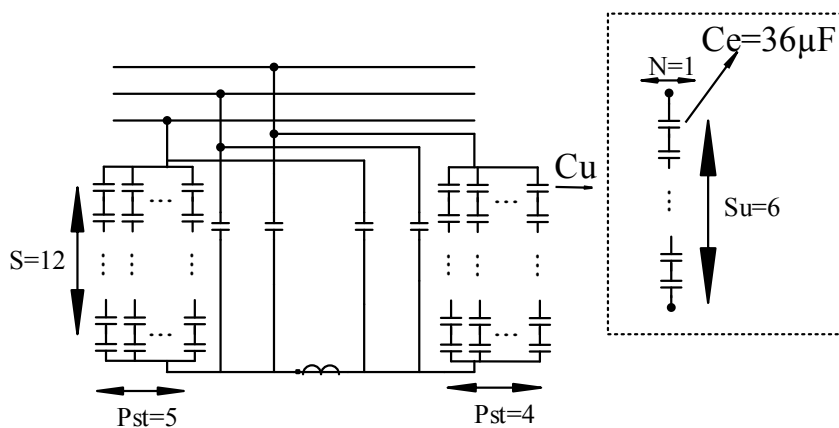 Ce=36μF
N=1
Cu
Su=6
S=12
Pst=5
Pst=4